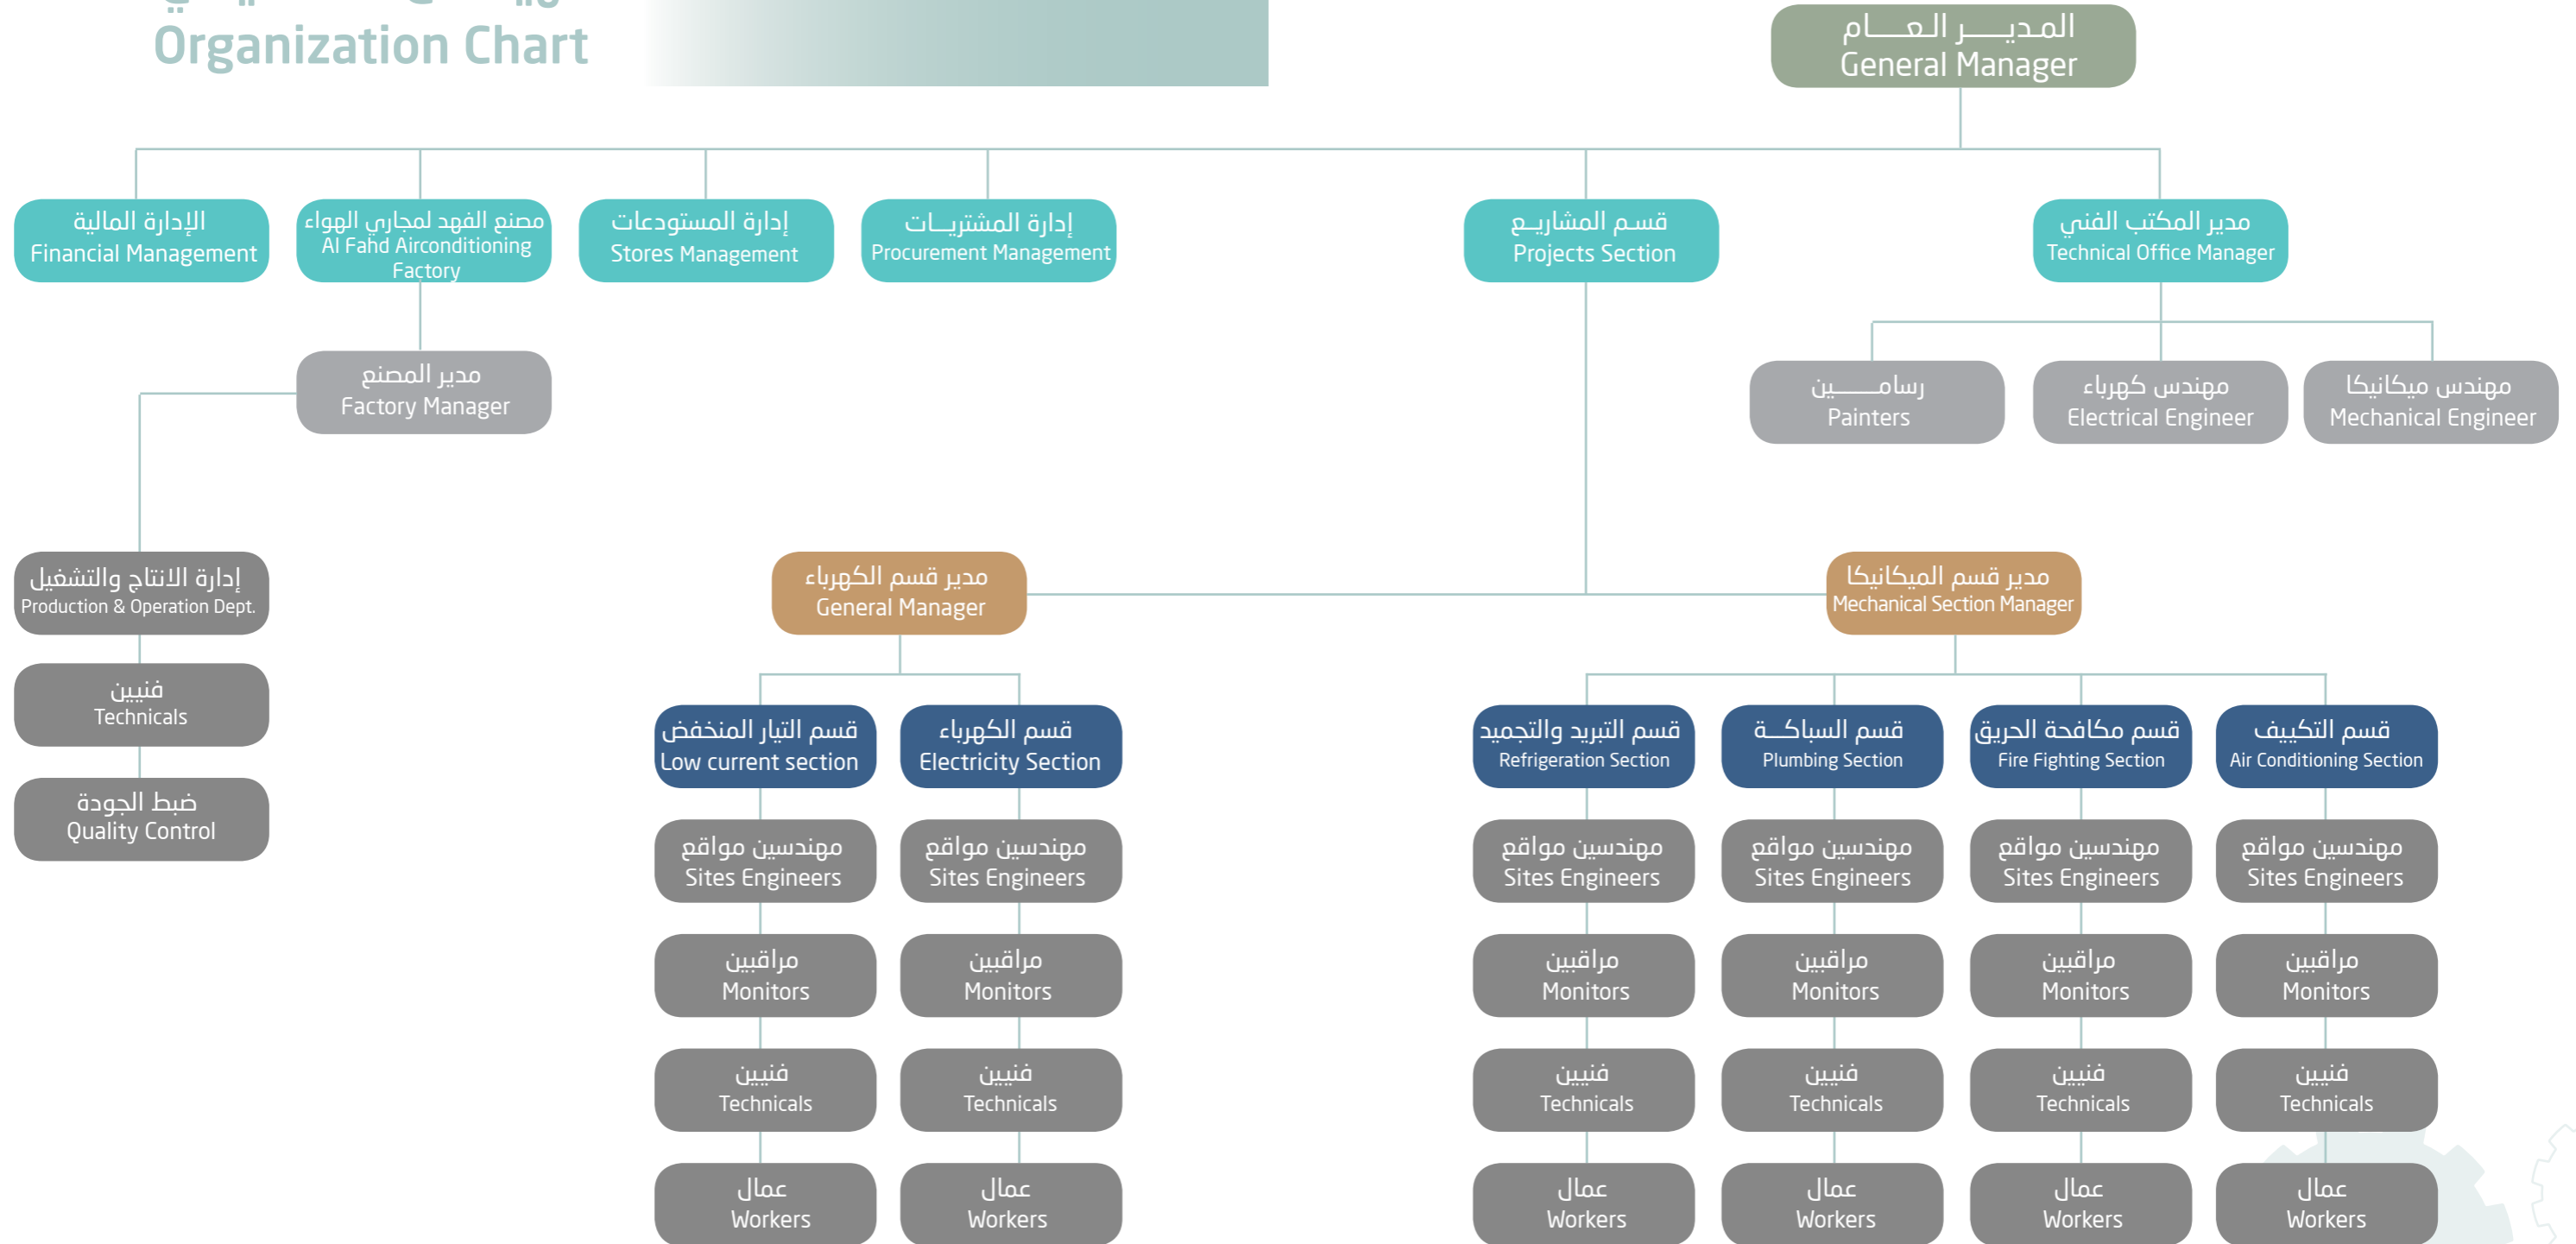 Organization Chart
المديـــر العـــام
General Manager
الإدارة المالية
Financial Management
مصنع الفهد لمجاري الهواء
Al Fahd Airconditioning
Factory
إدارة المستودعات
Stores Management
إدارة المشتريــات
Procurement Management
قسم المشاريـع
Projects Section
مدير المكتب الفني
Technical Office Manager
مدير المصنع
Factory Manager
رسامـــــين
Painters
مهندس كهرباء
Electrical Engineer
مهندس ميكانيكا
Mechanical Engineer
إدارة الانتاج والتشغيل
Production & Operation Dept.
فنيين
Technicals
ضبط الجودة
Quality Control
مدير قسم الكهرباء
General Manager
مدير قسم الميكانيكا
Mechanical Section Manager
قسم التيار المنخفض
Low current section
قسم الكهرباء
Electricity Section
قسم التبريد والتجميد
Refrigeration Section
قسم السباكــة
Plumbing Section
قسم مكافحة الحريق
Fire Fighting Section
قسم التكييف
Air Conditioning Section
مهندسين مواقع
Sites Engineers
مهندسين مواقع
Sites Engineers
مهندسين مواقع
Sites Engineers
مهندسين مواقع
Sites Engineers
مهندسين مواقع
Sites Engineers
مهندسين مواقع
Sites Engineers
مراقبين
Monitors
مراقبين
Monitors
مراقبين
Monitors
مراقبين
Monitors
مراقبين
Monitors
مراقبين
Monitors
فنيين
Technicals
فنيين
Technicals
فنيين
Technicals
فنيين
Technicals
فنيين
Technicals
فنيين
Technicals
عمال
Workers
عمال
Workers
عمال
Workers
عمال
Workers
عمال
Workers
عمال
Workers